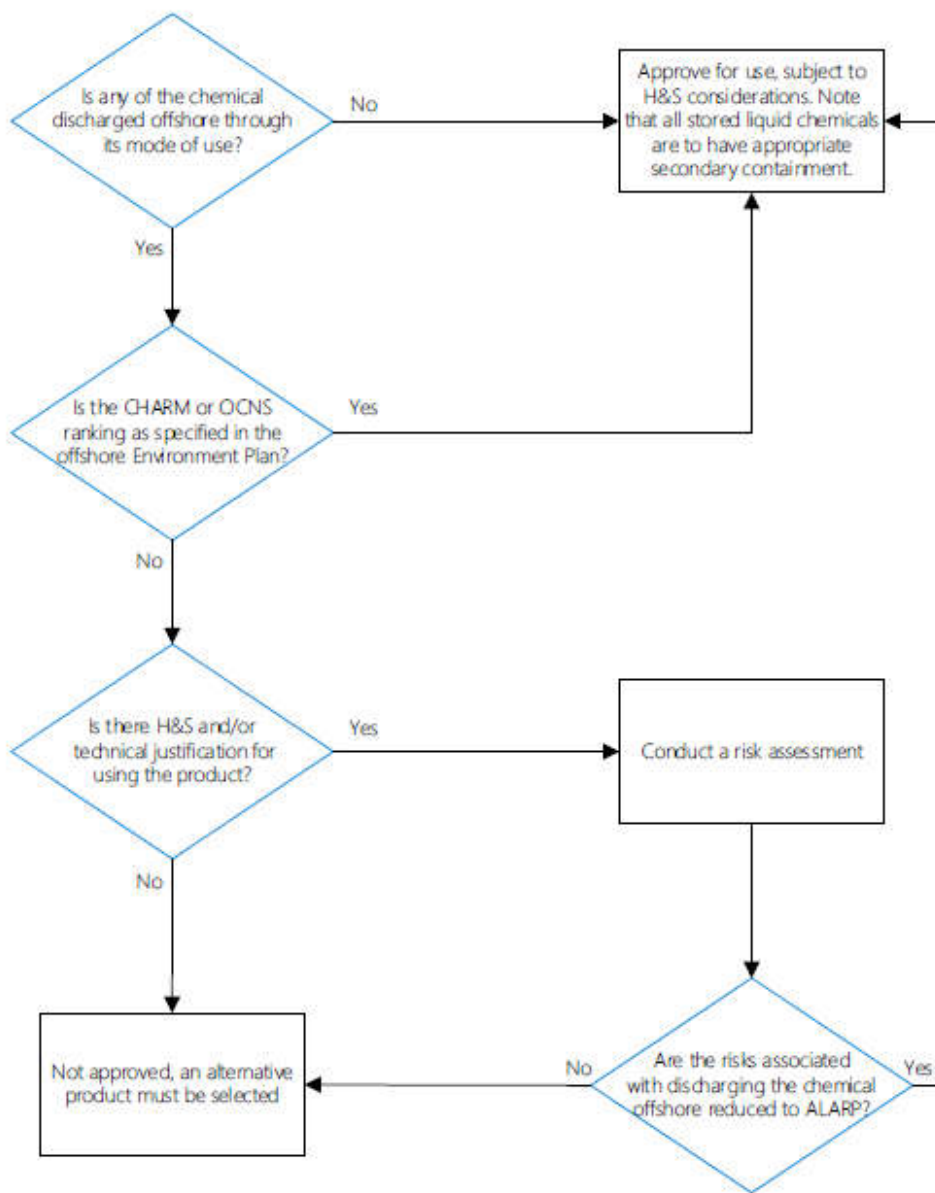 Is any of the chemical
discharged offshore through
its mode of use?
No
Approve for use, subject to
H&S considerations. Note
that all stored liquid chemicals
are to have appropriate
secondary containment.
Yes
Is the CHARM or OCNS
ranking as specified in the
offshore Environment Plan?
Yes
No
Is there H&S and/or
technical justification for
using the product?
Yes
Conduct a risk assessment
No
Not approved, an alternative
product must be selected
No
Are the risks associated
with discharging the chemical
offshore reduced to ALARP?
Yes